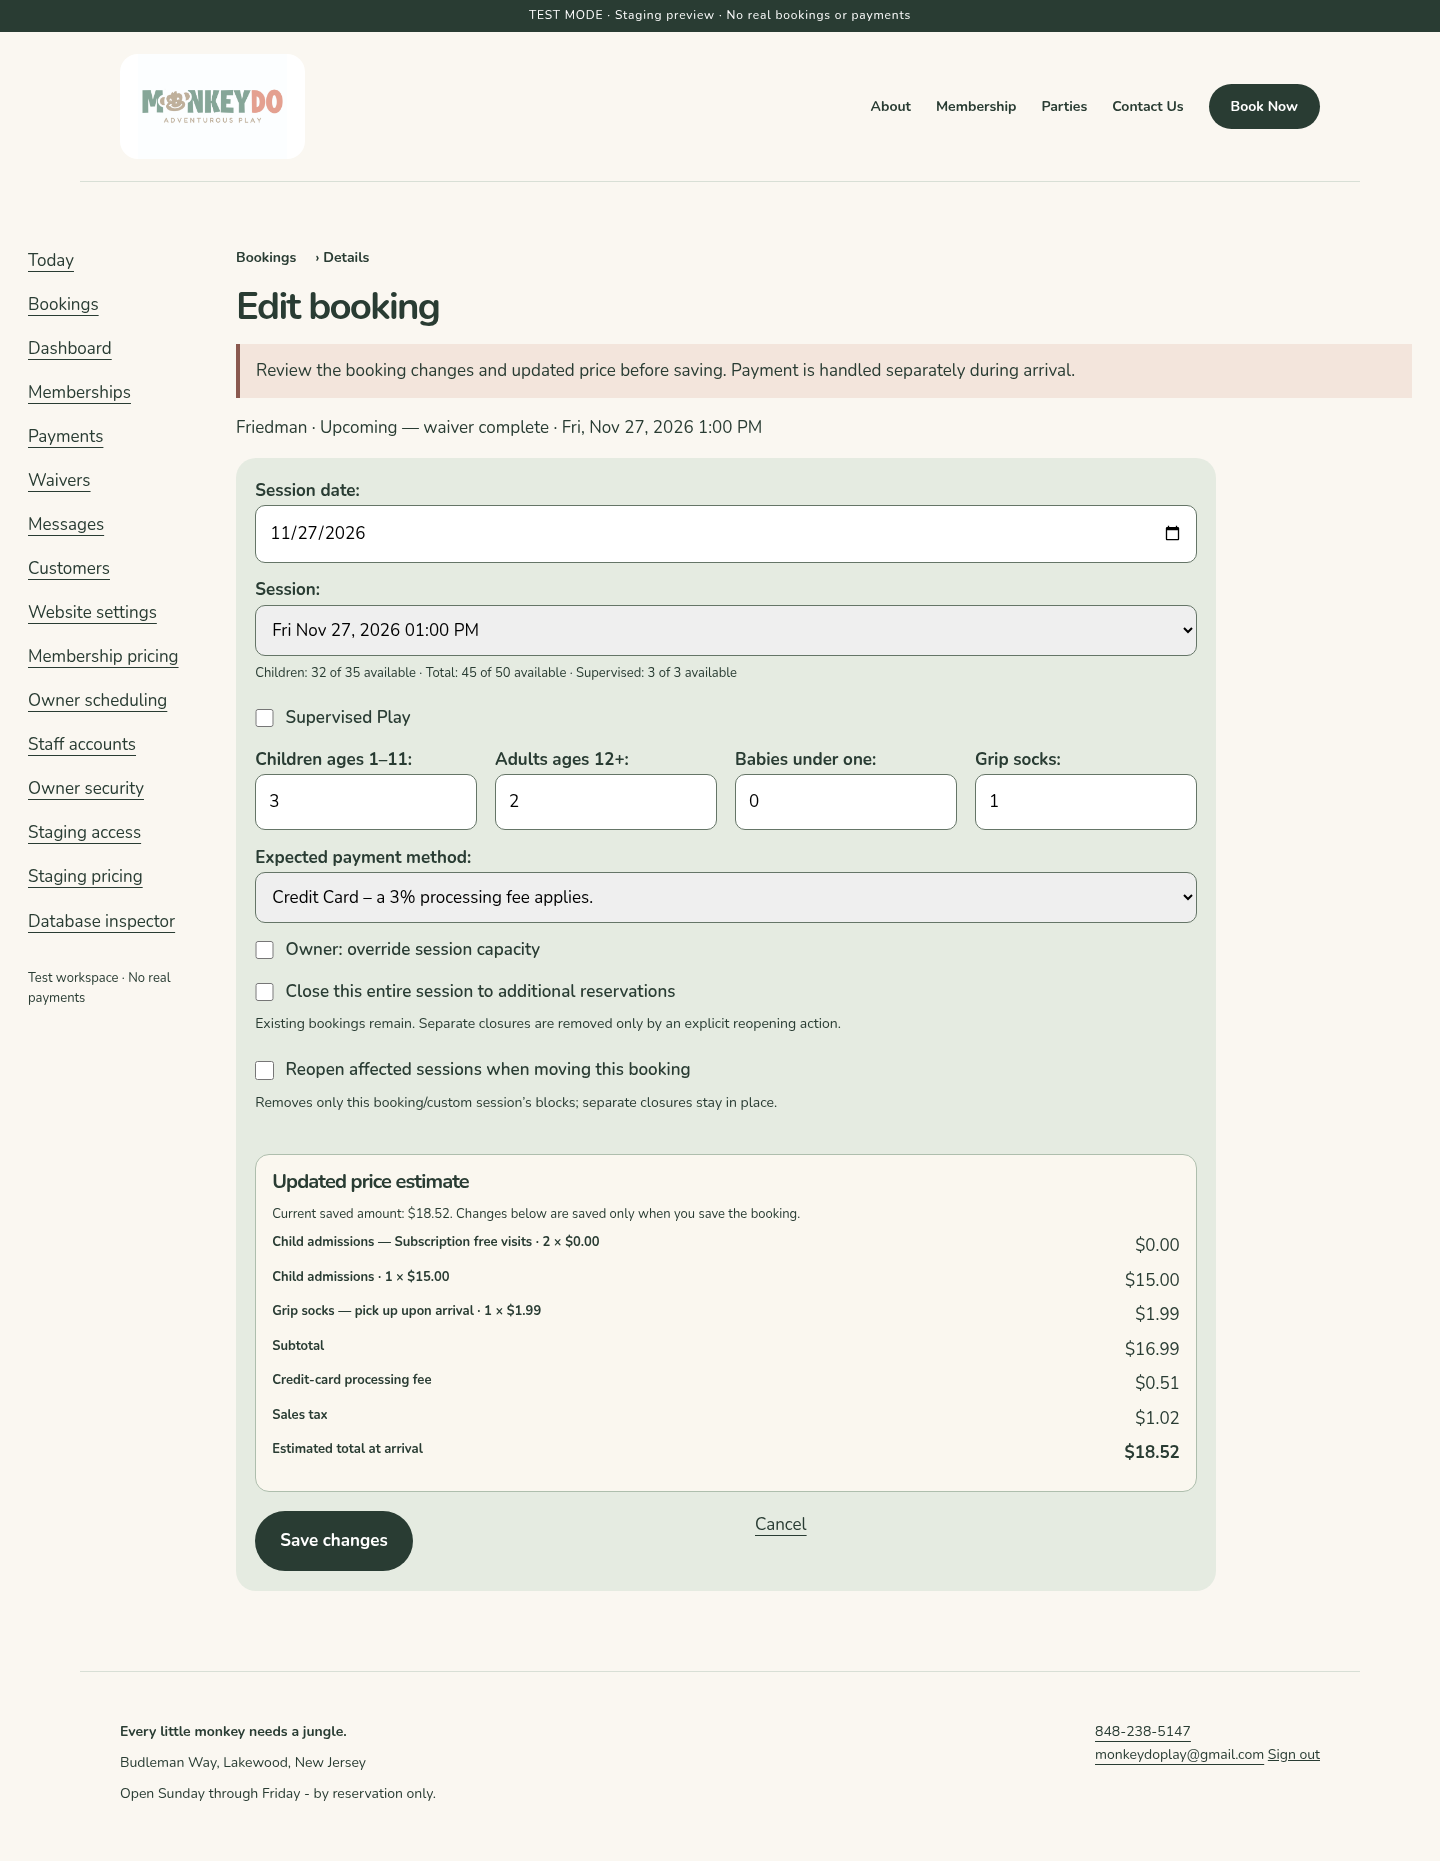 TEST MODE · Staging preview · No real bookings or payments
MONKEYDO
ADVENTUROUS PLAY
About Membership Parties Contact Us Book Now
Today
Bookings
Dashboard
Memberships
Payments
Waivers
Messages
Customers
Website settings
Membership pricing
Owner scheduling
Staff accounts
Owner security
Staging access
Staging pricing
Database inspector
Test workspace · No real
payments
Bookings › Details
Edit booking
Review the booking changes and updated price before saving. Payment is handled separately during arrival.
Friedman · Upcoming — waiver complete · Fri, Nov 27, 2026 1:00 PM
Session date:
11/27/2026
Session:
Fri Nov 27, 2026 01:00 PM
Children: 32 of 35 available · Total: 45 of 50 available · Supervised: 3 of 3 available
Supervised Play
Children ages 1–11: Adults ages 12+: Babies under one: Grip socks:
3 2 0 1
Expected payment method:
Credit Card – a 3% processing fee applies.
Owner: override session capacity
Close this entire session to additional reservations
Existing bookings remain. Separate closures are removed only by an explicit reopening action.
Reopen affected sessions when moving this booking
Removes only this booking/custom session’s blocks; separate closures stay in place.
Updated price estimate
Current saved amount: $18.52. Changes below are saved only when you save the booking.
Child admissions — Subscription free visits · 2 × $0.00 $0.00
Child admissions · 1 × $15.00 $15.00
Grip socks — pick up upon arrival · 1 × $1.99 $1.99
Subtotal $16.99
Credit-card processing fee $0.51
Sales tax $1.02
Estimated total at arrival $18.52
Save changes Cancel
Every little monkey needs a jungle.
Budleman Way, Lakewood, New Jersey
Open Sunday through Friday - by reservation only.
848-238-5147
monkeydoplay@gmail.com Sign out